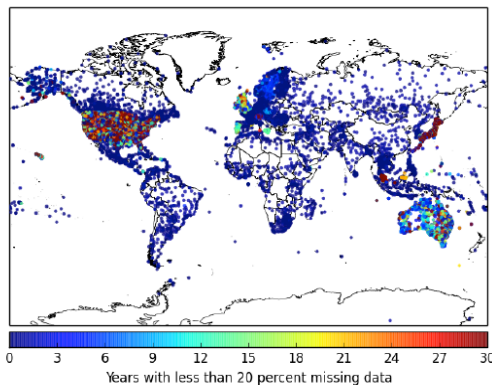 0 3 6 9 12 15 18 21 24 27 30
Years with less than 20 percent missing data